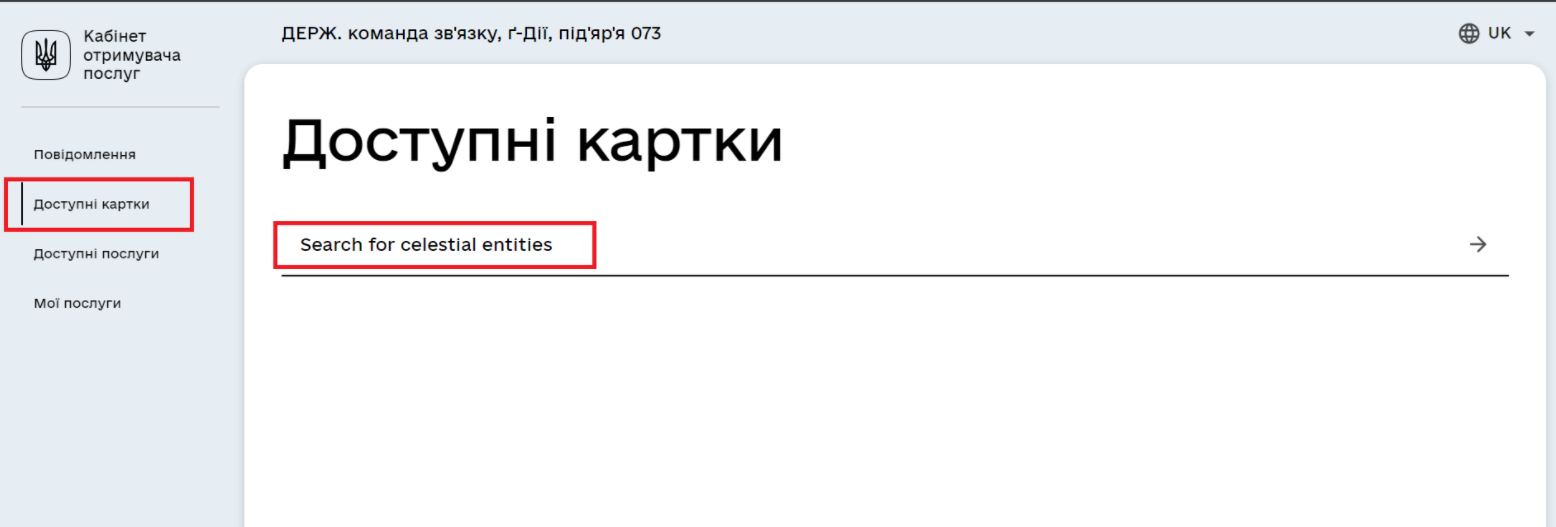 Кабінет
отримувача
послуг
ДЕРЖ. команда зв'язку, ґ-Дії, під'яр'я 073
UK
Повідомлення
Доступні картки
Доступні послуги
Мої послуги
Доступні картки
Search for celestial entities